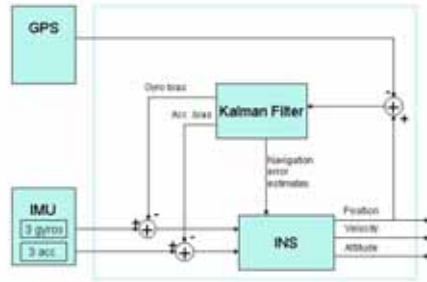 GPS
Gyro bias
Kalman Filter
Acc. bias
Navigation
error
estimates
IMU
3 gyros
3 acc.
INS
Position
Velocity
Attitude
-
+
-
+
-
+